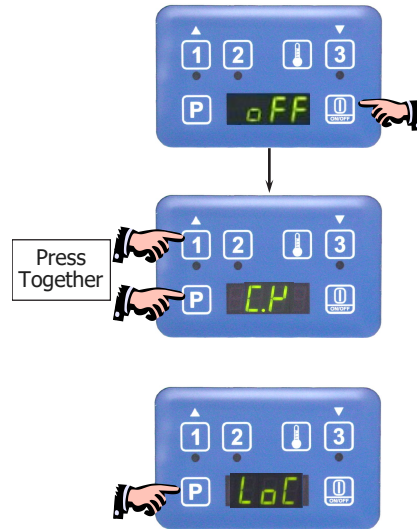 1 2 3
P oFF ON/OFF
Press
Together
1 2 3
P C.Y ON/OFF
1 2 3
P LoC ON/OFF